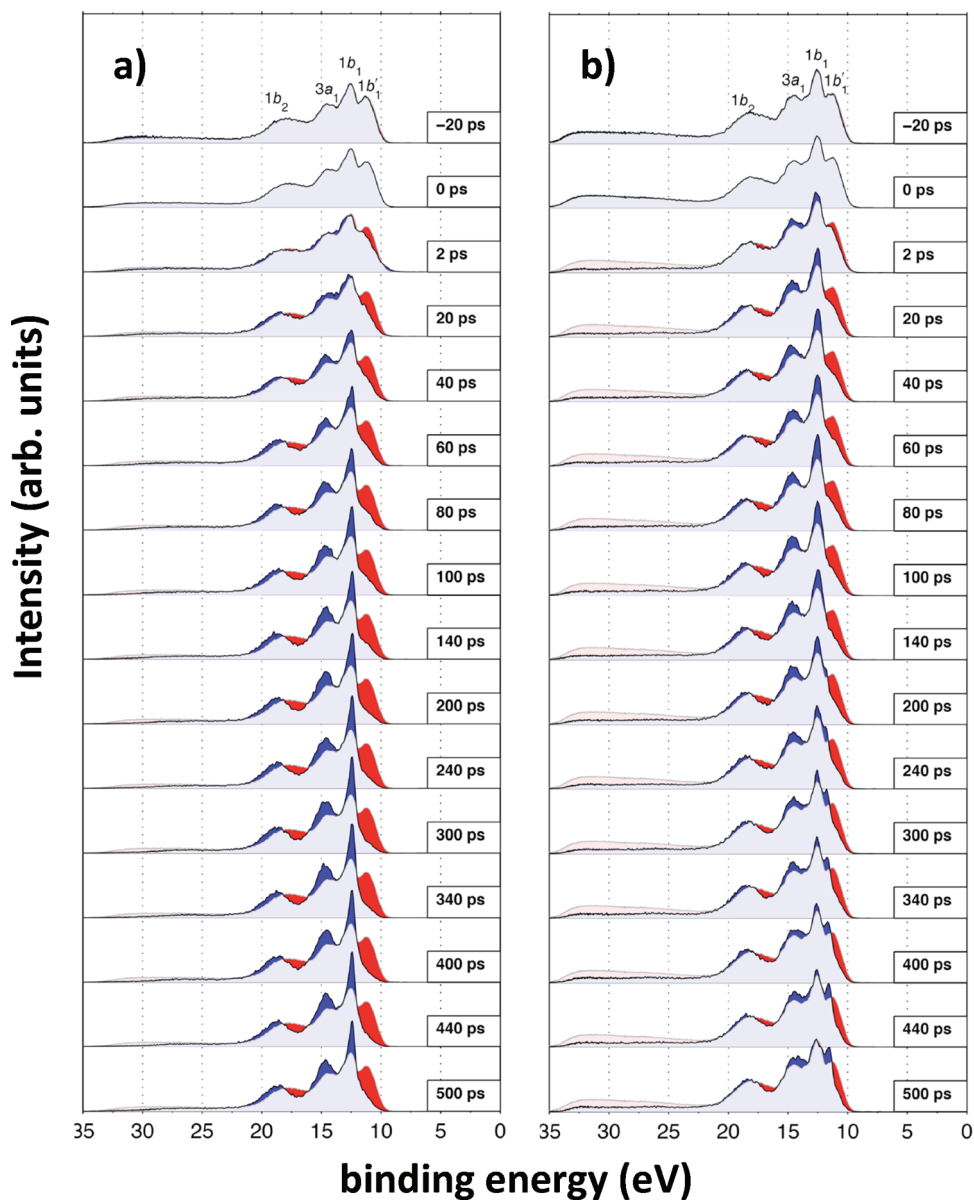 a)
1b2
3a1
1b1
1b′1
−20 ps
0 ps
2 ps
20 ps
40 ps
60 ps
80 ps
100 ps
140 ps
200 ps
240 ps
300 ps
340 ps
400 ps
440 ps
500 ps
35 30 25 20 15 10 5 0
b)
1b2
3a1
1b1
1b′1
−20 ps
0 ps
2 ps
20 ps
40 ps
60 ps
80 ps
100 ps
140 ps
200 ps
240 ps
300 ps
340 ps
400 ps
440 ps
500 ps
35 30 25 20 15 10 5 0
Intensity (arb. units)
binding energy (eV)